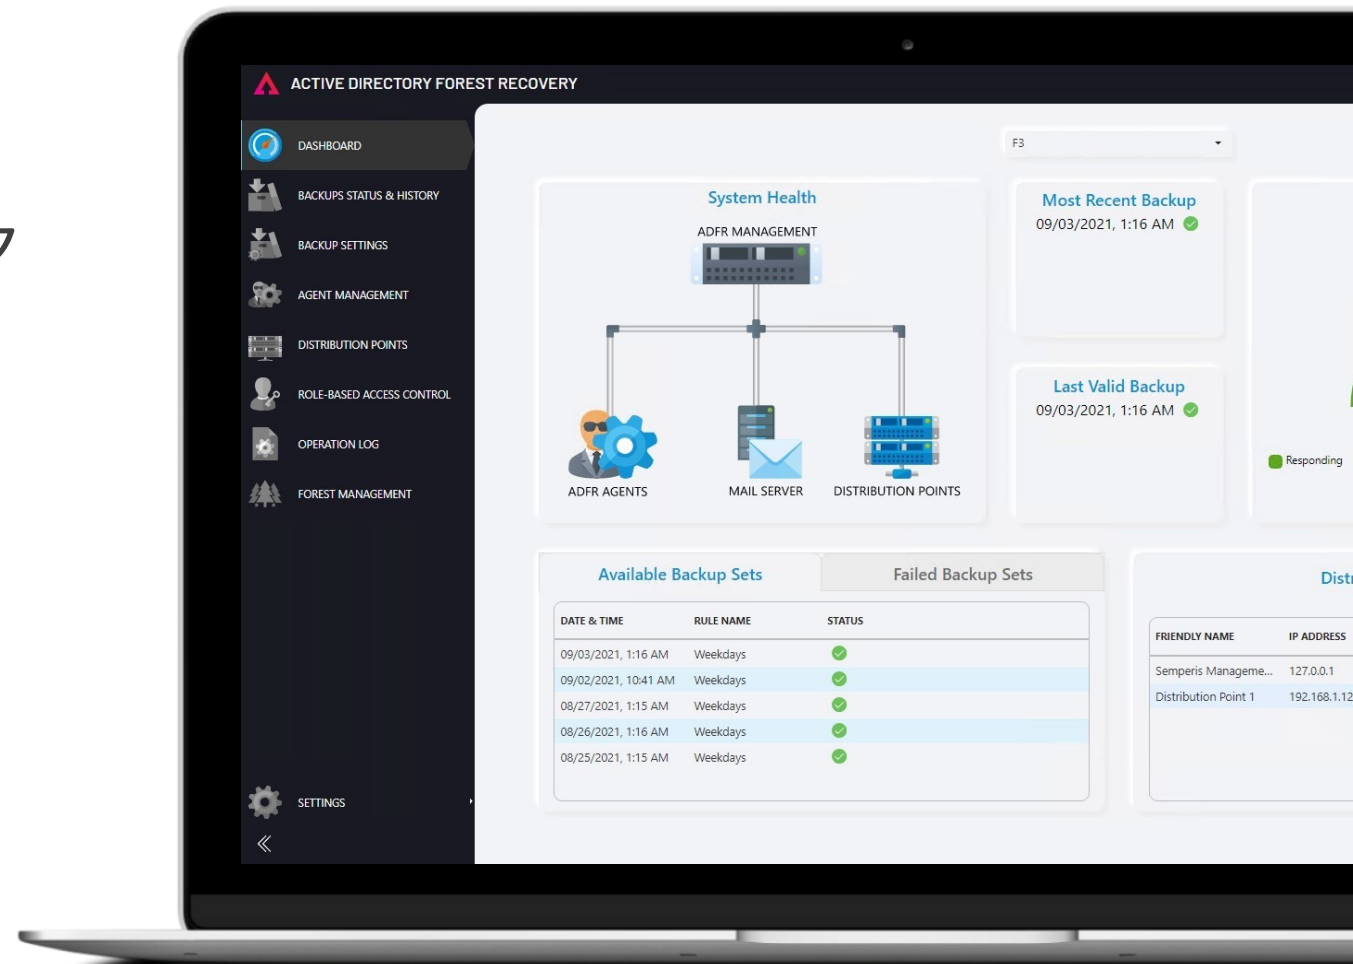 ACTIVE DIRECTORY FOREST RECOVERY
DASHBOARD
BACKUPS STATUS & HISTORY
BACKUP SETTINGS
AGENT MANAGEMENT
DISTRIBUTION POINTS
ROLE-BASED ACCESS CONTROL
OPERATION LOG
FOREST MANAGEMENT
SETTINGS
F3
System Health
ADFR MANAGEMENT
ADFR AGENTS
MAIL SERVER
DISTRIBUTION POINTS
Most Recent Backup
09/03/2021, 1:16 AM
Last Valid Backup
09/03/2021, 1:16 AM
Responding
Available Backup Sets Failed Backup Sets
DATE & TIME RULE NAME STATUS
09/03/2021, 1:16 AM Weekdays
09/02/2021, 10:41 AM Weekdays
08/27/2021, 1:15 AM Weekdays
08/26/2021, 1:16 AM Weekdays
08/25/2021, 1:15 AM Weekdays
Distr
FRIENDLY NAME IP ADDRESS
Semperis Manageme... 127.0.0.1
Distribution Point 1 192.168.1.12